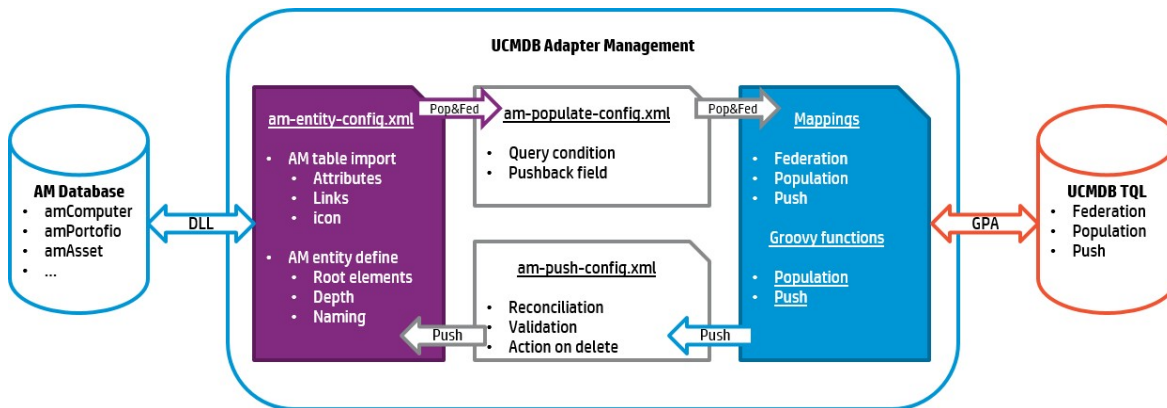 UCMDB Adapter Management
AM Database
• amComputer
• amPortofio
• amAsset
• ...
DLL
am-entity-config.xml
• AM table import
• Attributes
• Links
• icon
• AM entity define
• Root elements
• Depth
• Naming
Pop&Fed
am-populate-config.xml
• Query condition
• Pushback field
Pop&Fed
am-push-config.xml
• Reconciliation
• Validation
• Action on delete
Push
Push
Mappings
• Federation
• Population
• Push
Groovy functions
• Population
• Push
GPA
UCMDB TQL
• Federation
• Population
• Push